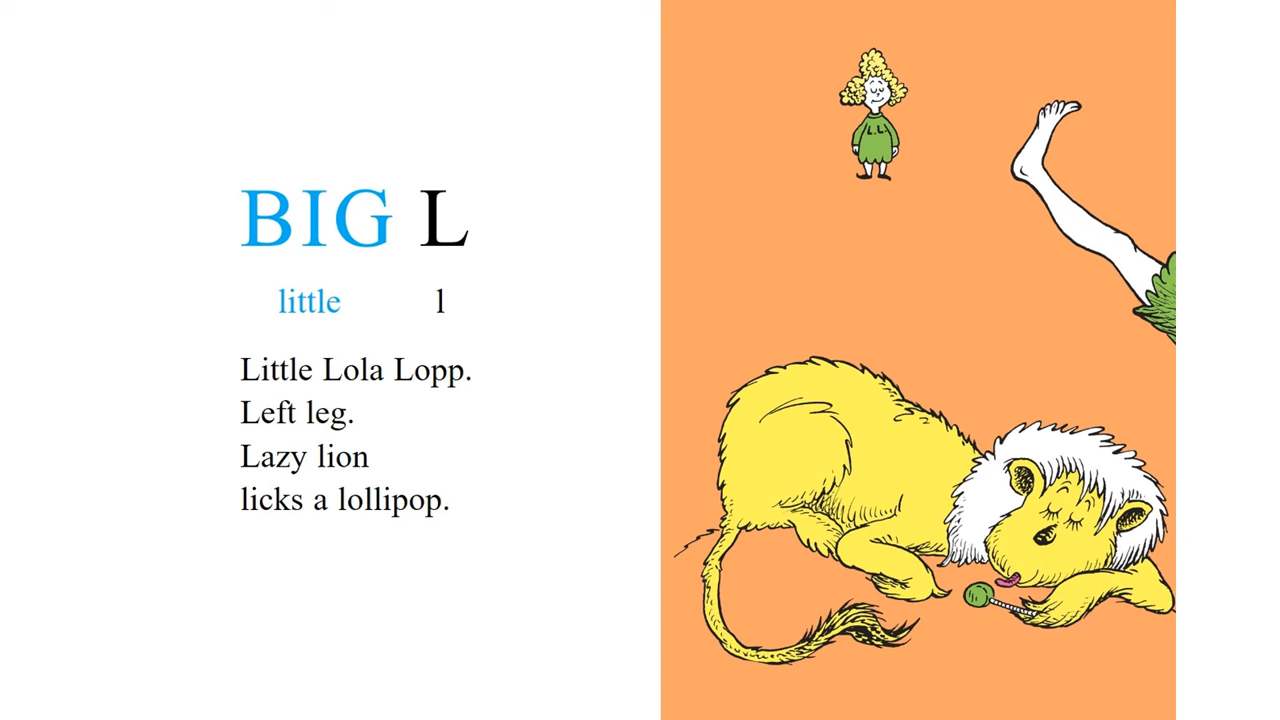 BIG L
little l
Little Lola Lopp.
Left leg.
Lazy lion
licks a lollipop.
L.L.